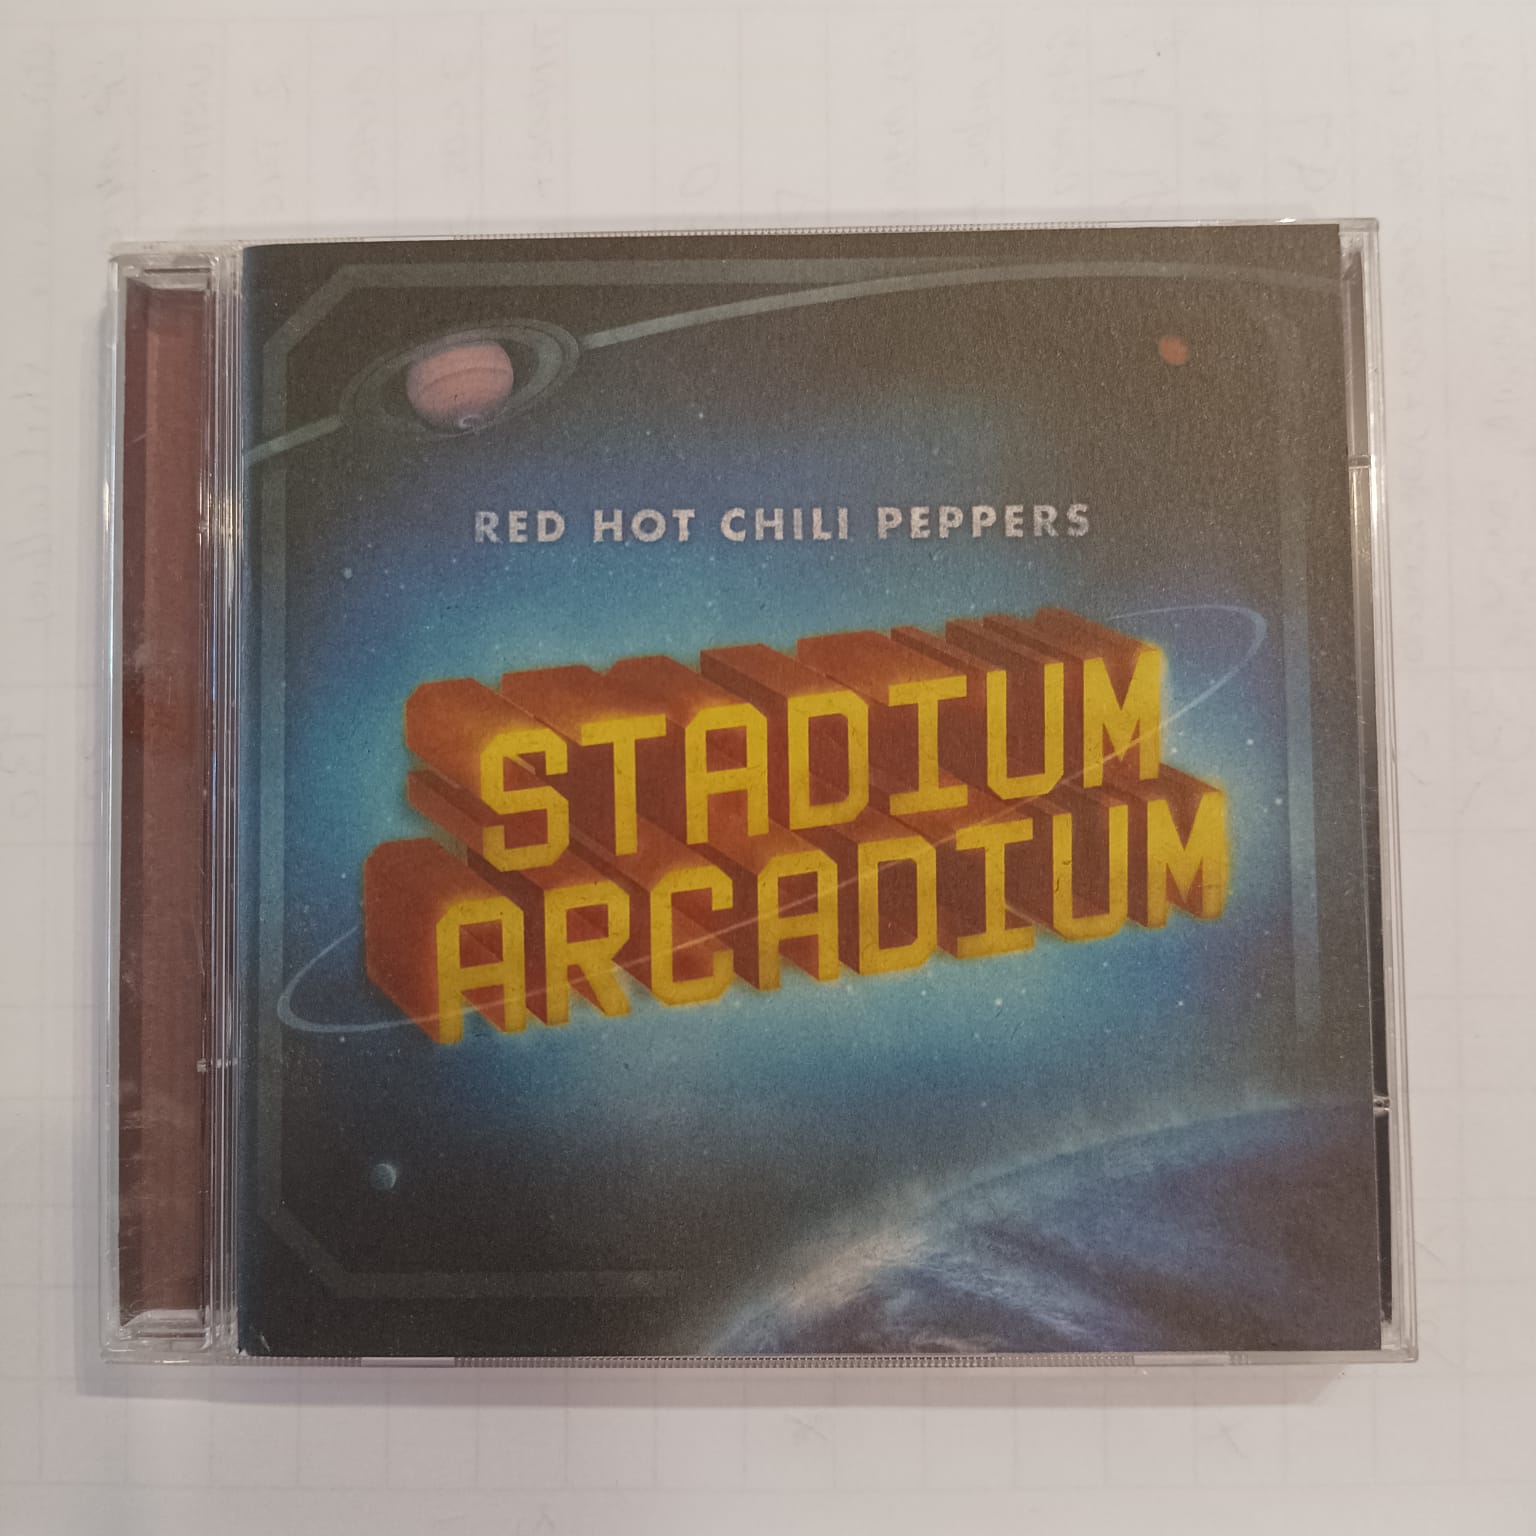 RED HOT CHILI PEPPERS
STADIUM
ARCADIUM